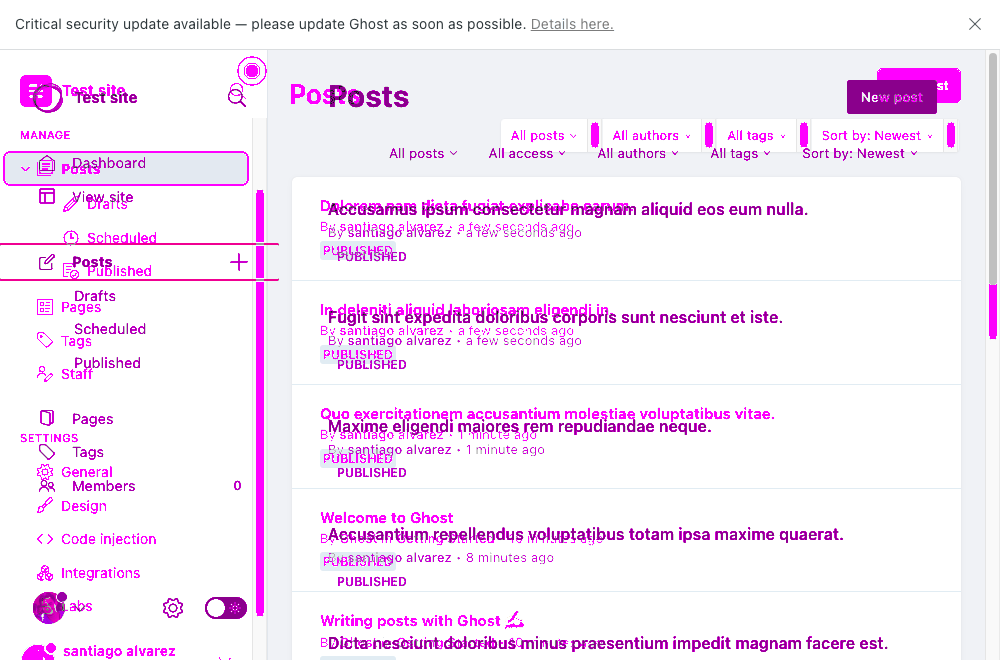 Critical security update available — please update Ghost as soon as possible. Details here.
Test site
Test site
Posts
Posts
New post
MANAGE
All posts
All authors
All tags
Sort by: Newest
All posts
All access
All authors
All tags
Sort by: Newest
Dashboard
Posts
View site
Drafts
Scheduled
Posts
Published
Drafts
Pages
Scheduled
Tags
Published
Staff
Pages
SETTINGS
Tags
General
Members 0
Design
Code injection
Integrations
Labs
santiago alvarez
Dolorem nam dicta fugiat explicabo earum.
Accusamus ipsum consectetur magnam aliquid eos eum nulla.
By santiago alvarez · a few seconds ago
By santiago alvarez · a few seconds ago
PUBLISHED
PUBLISHED
In deleniti aliquid laboriosam eligendi in.
Fugit sint expedita doloribus corporis sunt nesciunt et iste.
By santiago alvarez · a few seconds ago
By santiago alvarez · a few seconds ago
PUBLISHED
PUBLISHED
Quo exercitationem accusantium molestiae voluptatibus vitae.
Maxime eligendi maiores rem repudiandae neque.
By santiago alvarez · 1 minute ago
By santiago alvarez · 1 minute ago
PUBLISHED
PUBLISHED
Welcome to Ghost
Accusantium repellendus voluptatibus totam ipsa maxime quaerat.
By Ghost in Getting Started
By santiago alvarez · 8 minutes ago
PUBLISHED
PUBLISHED
Writing posts with Ghost ✍️
Dicta nesciunt doloribus minus praesentium impedit magnam facere est.